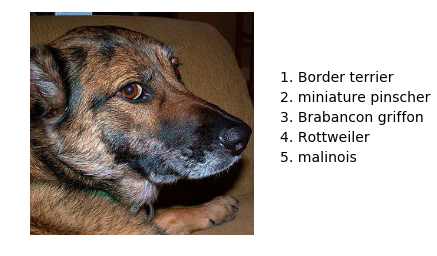 1. Border terrier
2. miniature pinscher
3. Brabancon griffon
4. Rottweiler
5. malinois